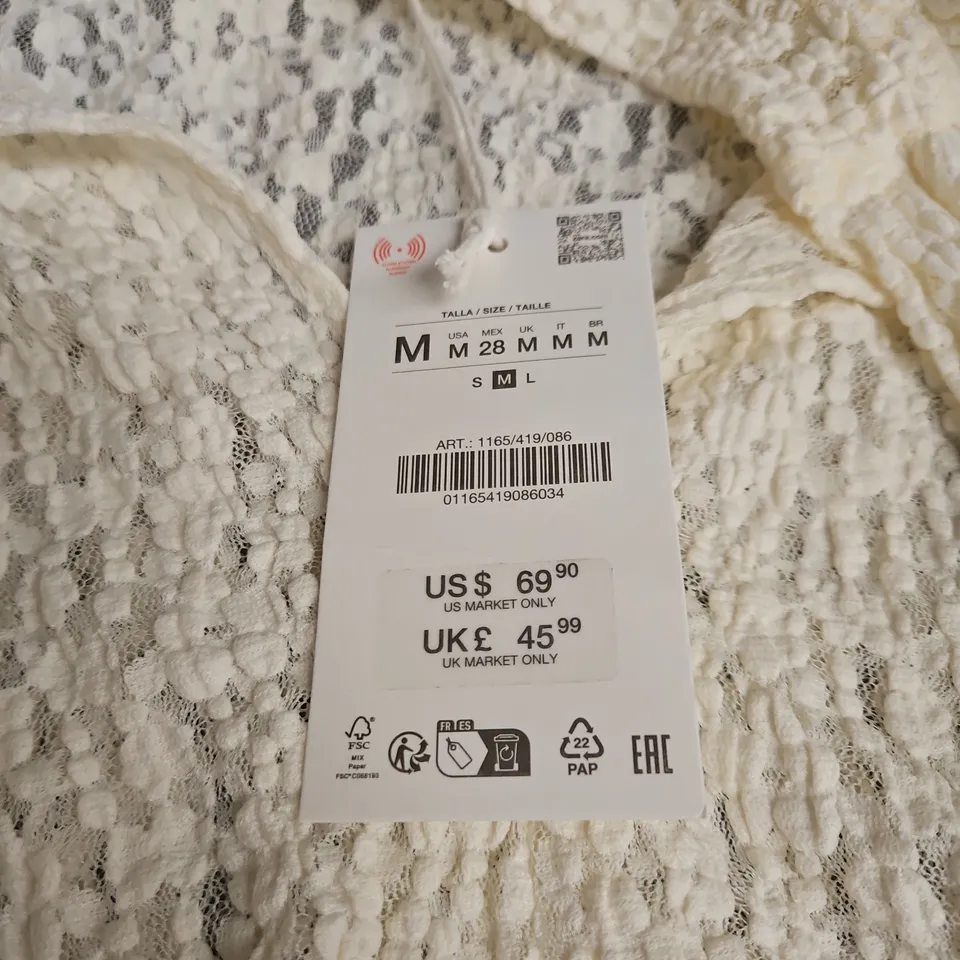 TALLA / SIZE / TAILLE
M USA M MEX 28 UK M IT M BR M
S M L
ART.: 1165/419/086
01165419086034
US $ 69 90
US MARKET ONLY
UK £ 45 99
UK MARKET ONLY
FR ES
FSC®
MIX
Paper
22
PAP
EAC